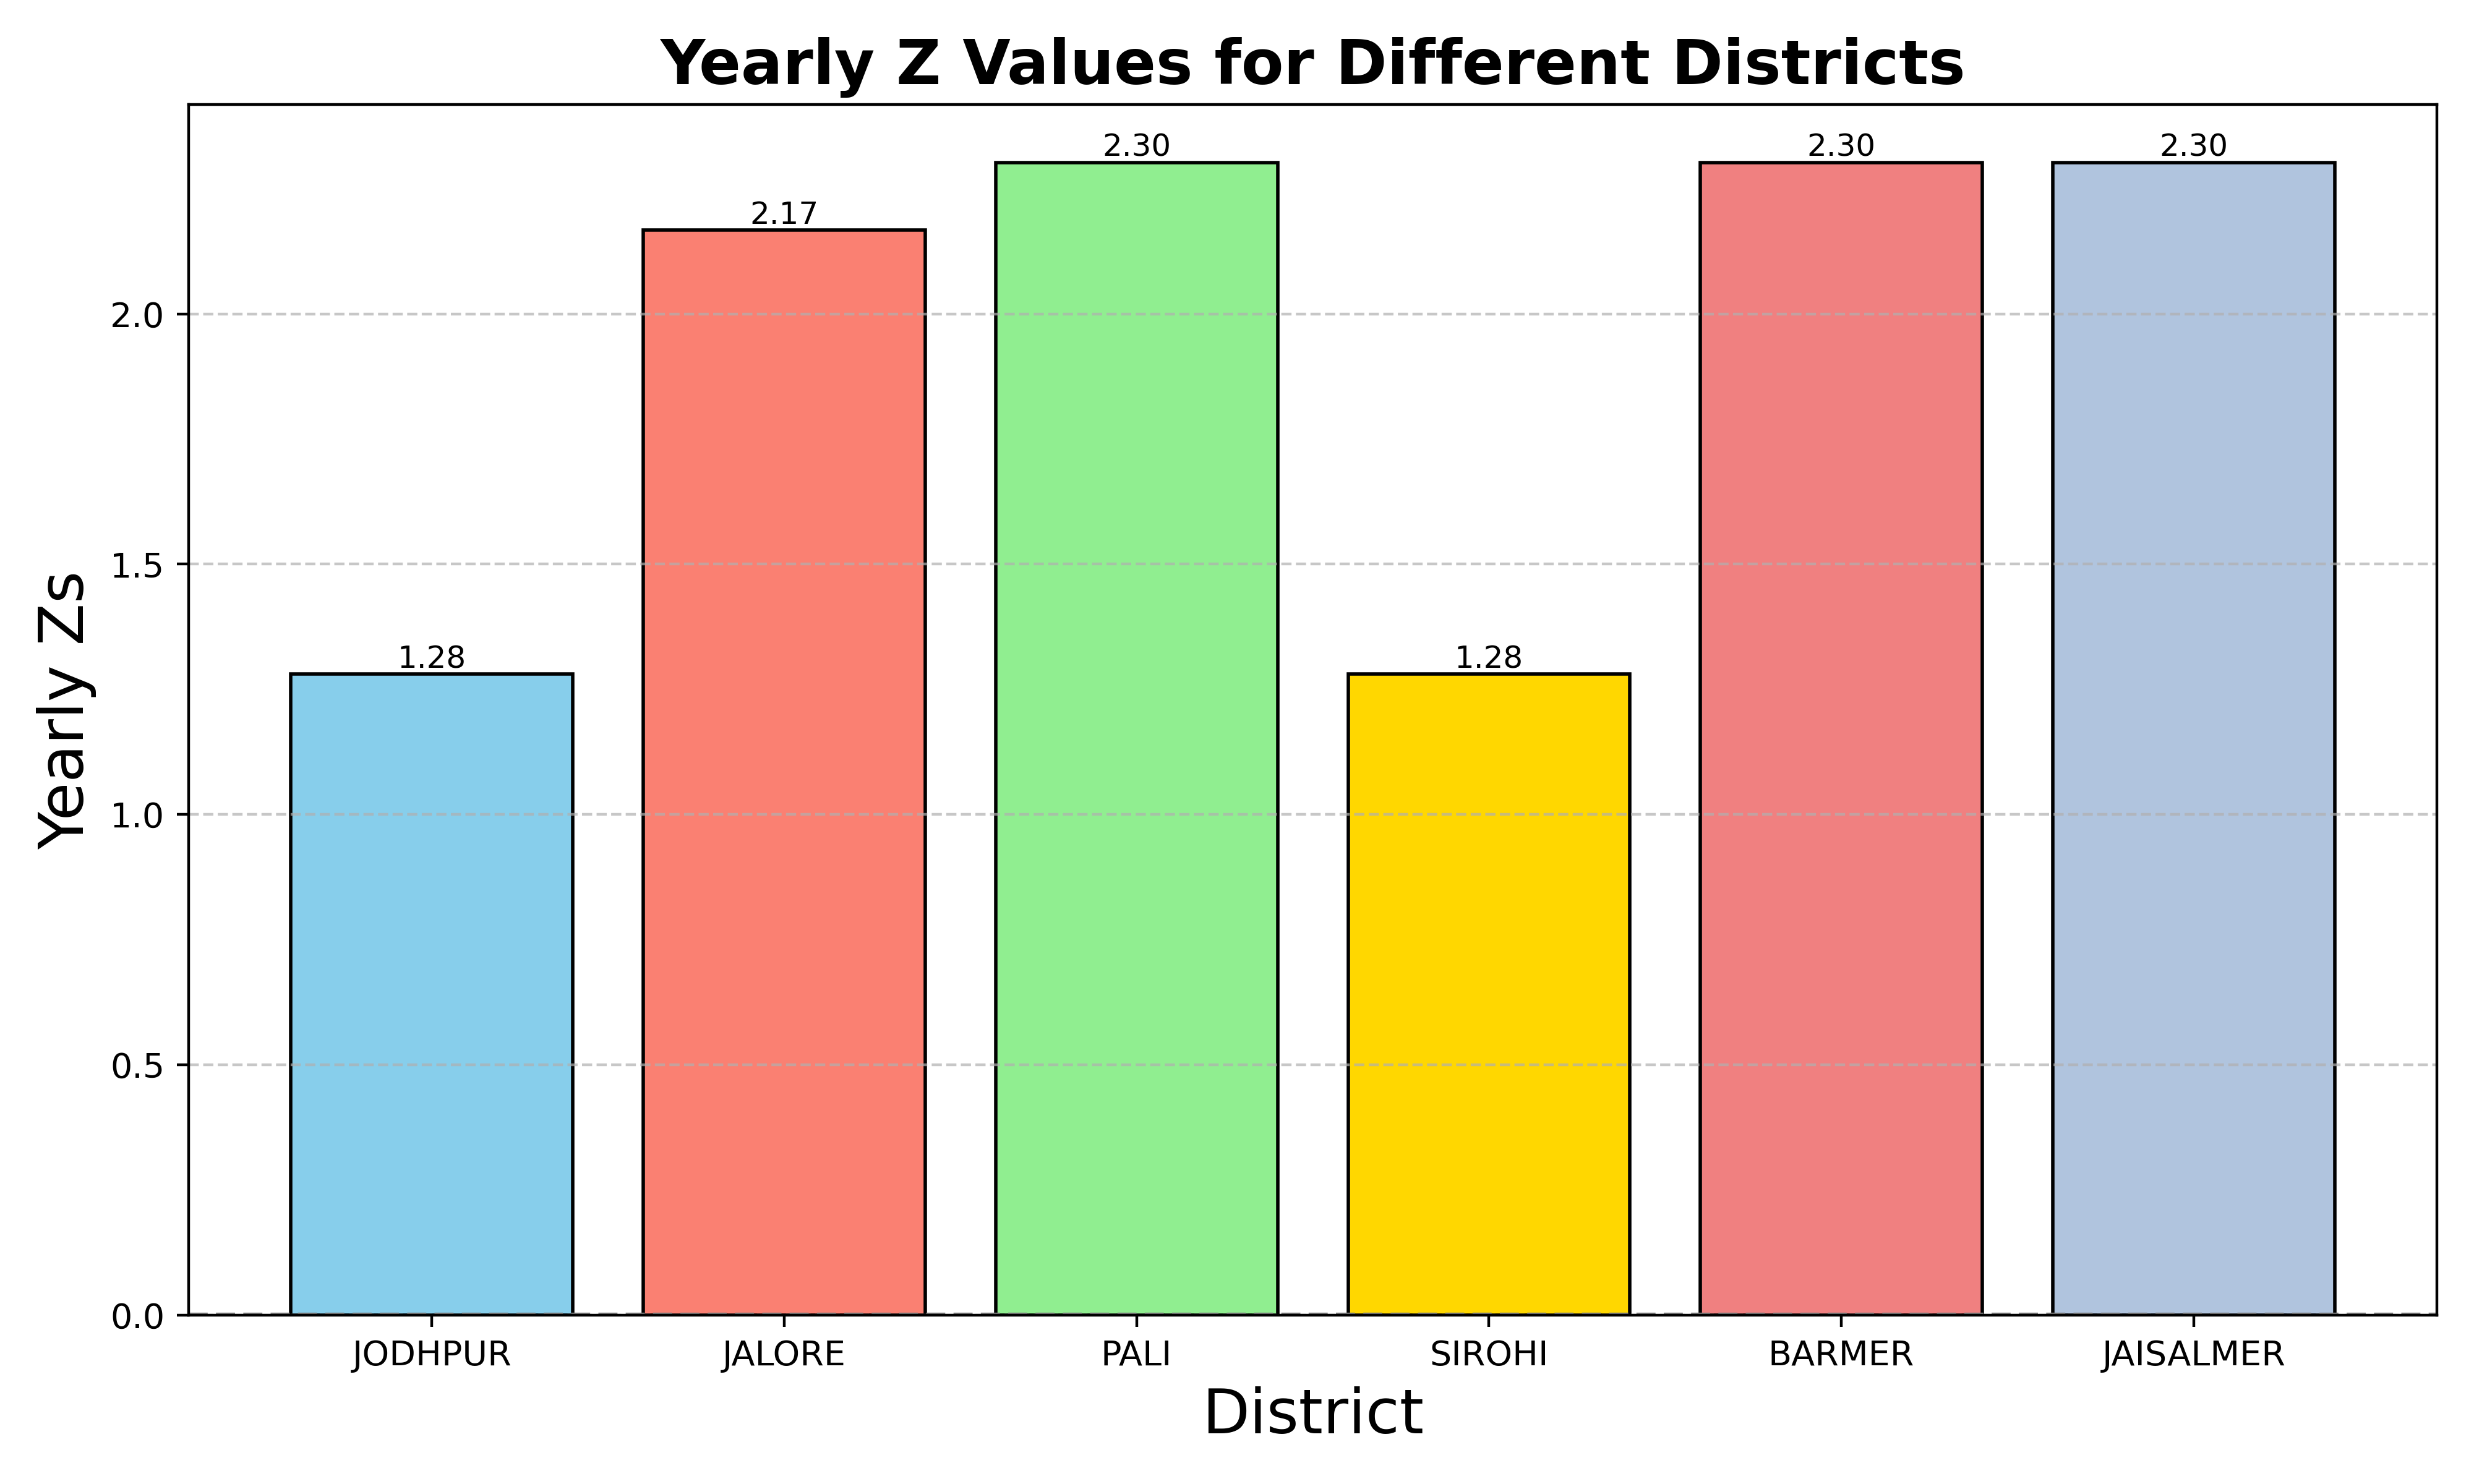 Yearly Z Values for Different Districts
2.30 2.30 2.30
2.17
2.0
1.5
1.28 1.28
Yearly Zs
1.0
0.5
0.0
JODHPUR JALORE PALI SIROHI BARMER JAISALMER
District